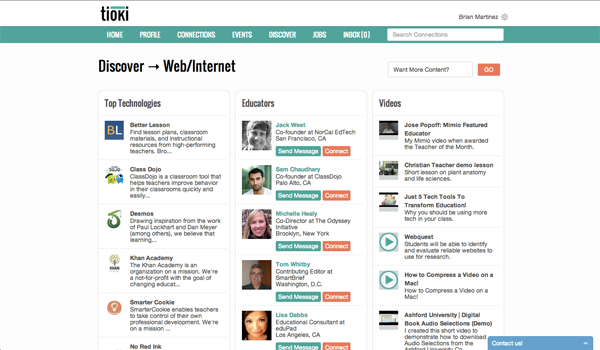 tioki
Brian Martinez
HOME PROFILE CONNECTIONS EVENTS DISCOVER JOBS INBOX [0] Search Connections
Discover → Web/Internet
Want More Content? GO
Top Technologies
BL
Better Lesson
Find lesson plans, classroom
materials, and instructional
resources from high-performing
teachers. Bro...
DOJO
Class Dojo
ClassDojo is a classroom tool that
helps teachers improve behavior
in their classrooms quickly and
easily....
Desmos
Drawing inspiration from the work
of Paul Lockhart and Dan Meyer
(among others), we believe that
learning...
KHAN
Khan Academy
The Khan Academy is an
organization on a mission. We're
a not-for-profit with the goal of
changing educat...
SmarterCookie
SmarterCookie enables teachers
to take control of their own
professional development. We're
on a mission ...
No Red Ink
Educators
Jack West
Co-founder at NorCal EdTech
San Francisco, CA
Send Message Connect
Sam Chaudhary
Co-founder at ClassDojo
Palo Alto, CA
Send Message Connect
Michelle Healy
Co-Director at The Odyssey
Initiative
Brooklyn, New York
Send Message Connect
Tom Whitby
Contributing Editor at
SmartBrief
Washington, D.C.
Send Message Connect
Lisa Dabbs
Educational Consultant at
eduPad
Los Angeles, CA
Send Message Connect
Videos
Jose Popoff: Mimio Featured
Educator
My Mimio video when awarded
the Teacher of the Month.
Christian Teacher demo lesson
Short lesson on plant anatomy
and life sciences.
Just 5 Tech Tools To
Transform Education!
Why you should be using more
tech in your class.
Webquest
Students will be able to identify
and evaluate reliable websites to
use for research.
How to Compress a Video on a
Mac!
How to Compress a Video on a
Mac!
Ashford University | Digital
Book Audio Selections (Demo)
I created this short video to
demonstrate how to download
Audio Selections from the
Ashford University Constell
Contact us!